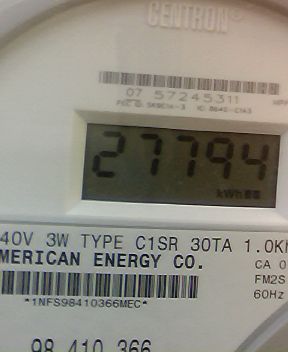 CENTRON®
07 57245311
27794
kWh
40V 3W TYPE C1SR 30TA 1.0K
MERICAN ENERGY CO.
CA 0
FM2S
60Hz
*1NFS98410366MEC*
98 410 366